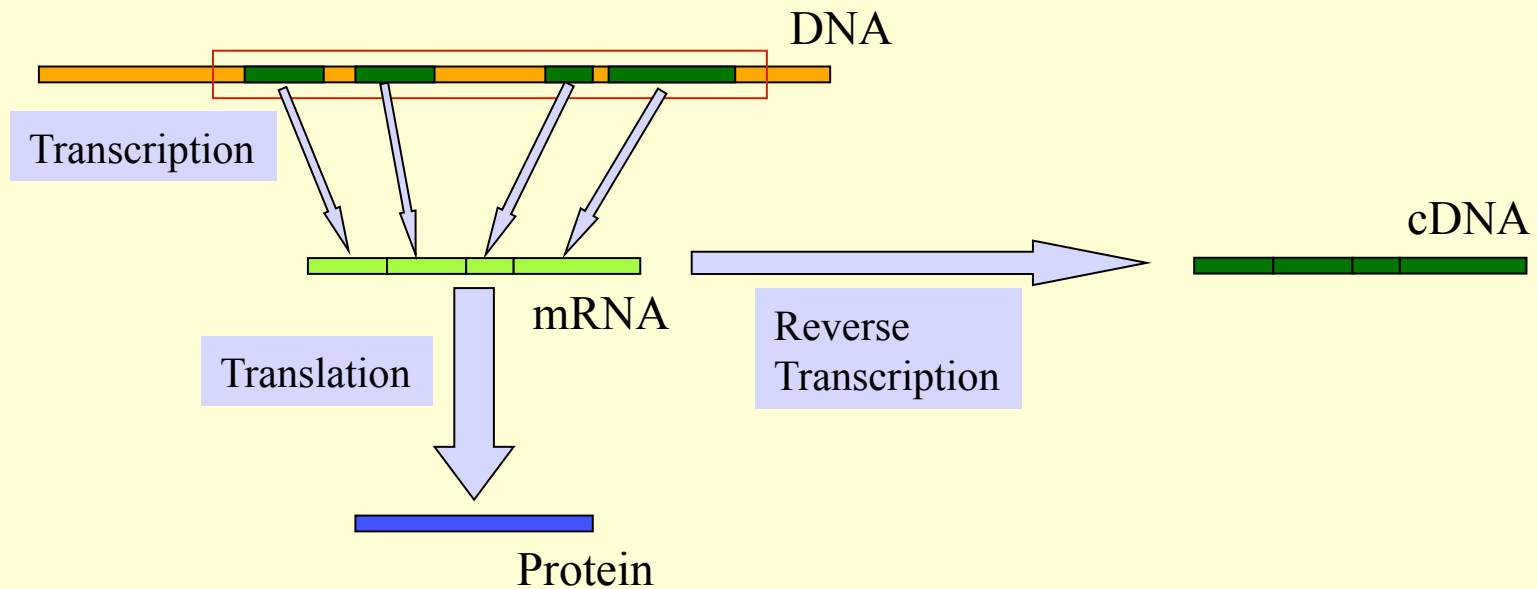 DNA
Transcription
cDNA
mRNA
Reverse
Transcription
Translation
Protein